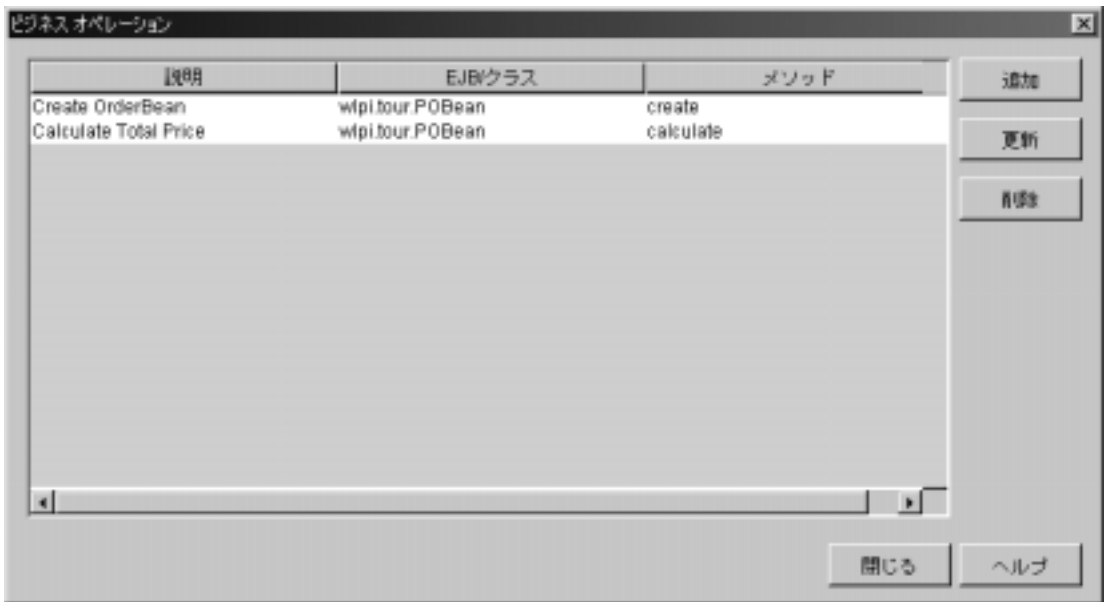 ビジネス オペレーション
説明 EJB/クラス メソッド
Create OrderBean wlpi.tour.POBean create
Calculate Total Price wlpi.tour.POBean calculate
追加
更新
削除
閉じる ヘルプ